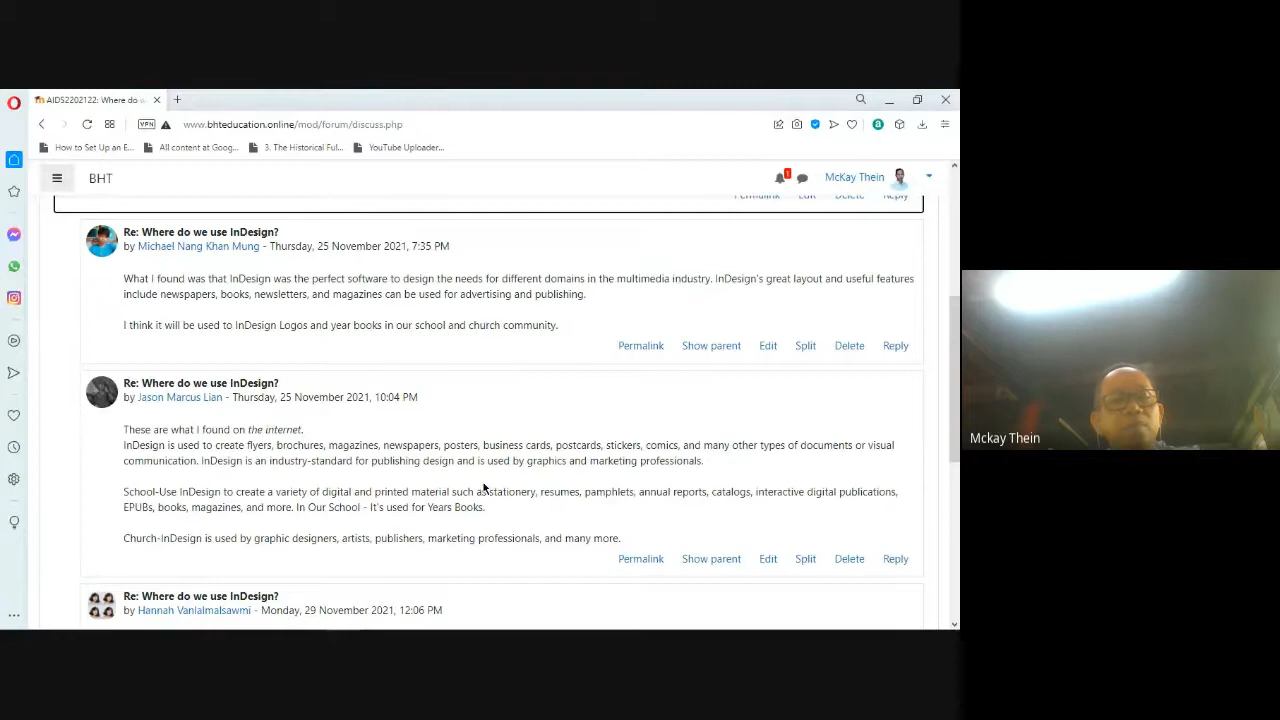 AIDS2202122: Where do
VPN www.bhteducation.online/mod/forum/discuss.php
How to Set Up an E... All content at Goog... 3. The Historical Ful... YouTube Uploader...
BHT 1 McKay Thein
Permalink Edit Delete Reply
Re: Where do we use InDesign?
by Michael Nang Khan Mung - Thursday, 25 November 2021, 7:35 PM
What I found was that InDesign was the perfect software to design the needs for different domains in the multimedia industry. InDesign's great layout and useful features
include newspapers, books, newsletters, and magazines can be used for advertising and publishing.
I think it will be used to InDesign Logos and year books in our school and church community.
Permalink Show parent Edit Split Delete Reply
Re: Where do we use InDesign?
by Jason Marcus Lian - Thursday, 25 November 2021, 10:04 PM
These are what I found on the internet.
InDesign is used to create flyers, brochures, magazines, newspapers, posters, business cards, postcards, stickers, comics, and many other types of documents or visual
communication. InDesign is an industry-standard for publishing design and is used by graphics and marketing professionals.
School-Use InDesign to create a variety of digital and printed material such as stationery, resumes, pamphlets, annual reports, catalogs, interactive digital publications,
EPUBs, books, magazines, and more. In Our School - It's used for Years Books.
Church-InDesign is used by graphic designers, artists, publishers, marketing professionals, and many more.
Permalink Show parent Edit Split Delete Reply
Re: Where do we use InDesign?
by Hannah Vanlalmalsawmi - Monday, 29 November 2021, 12:06 PM
Mckay Thein